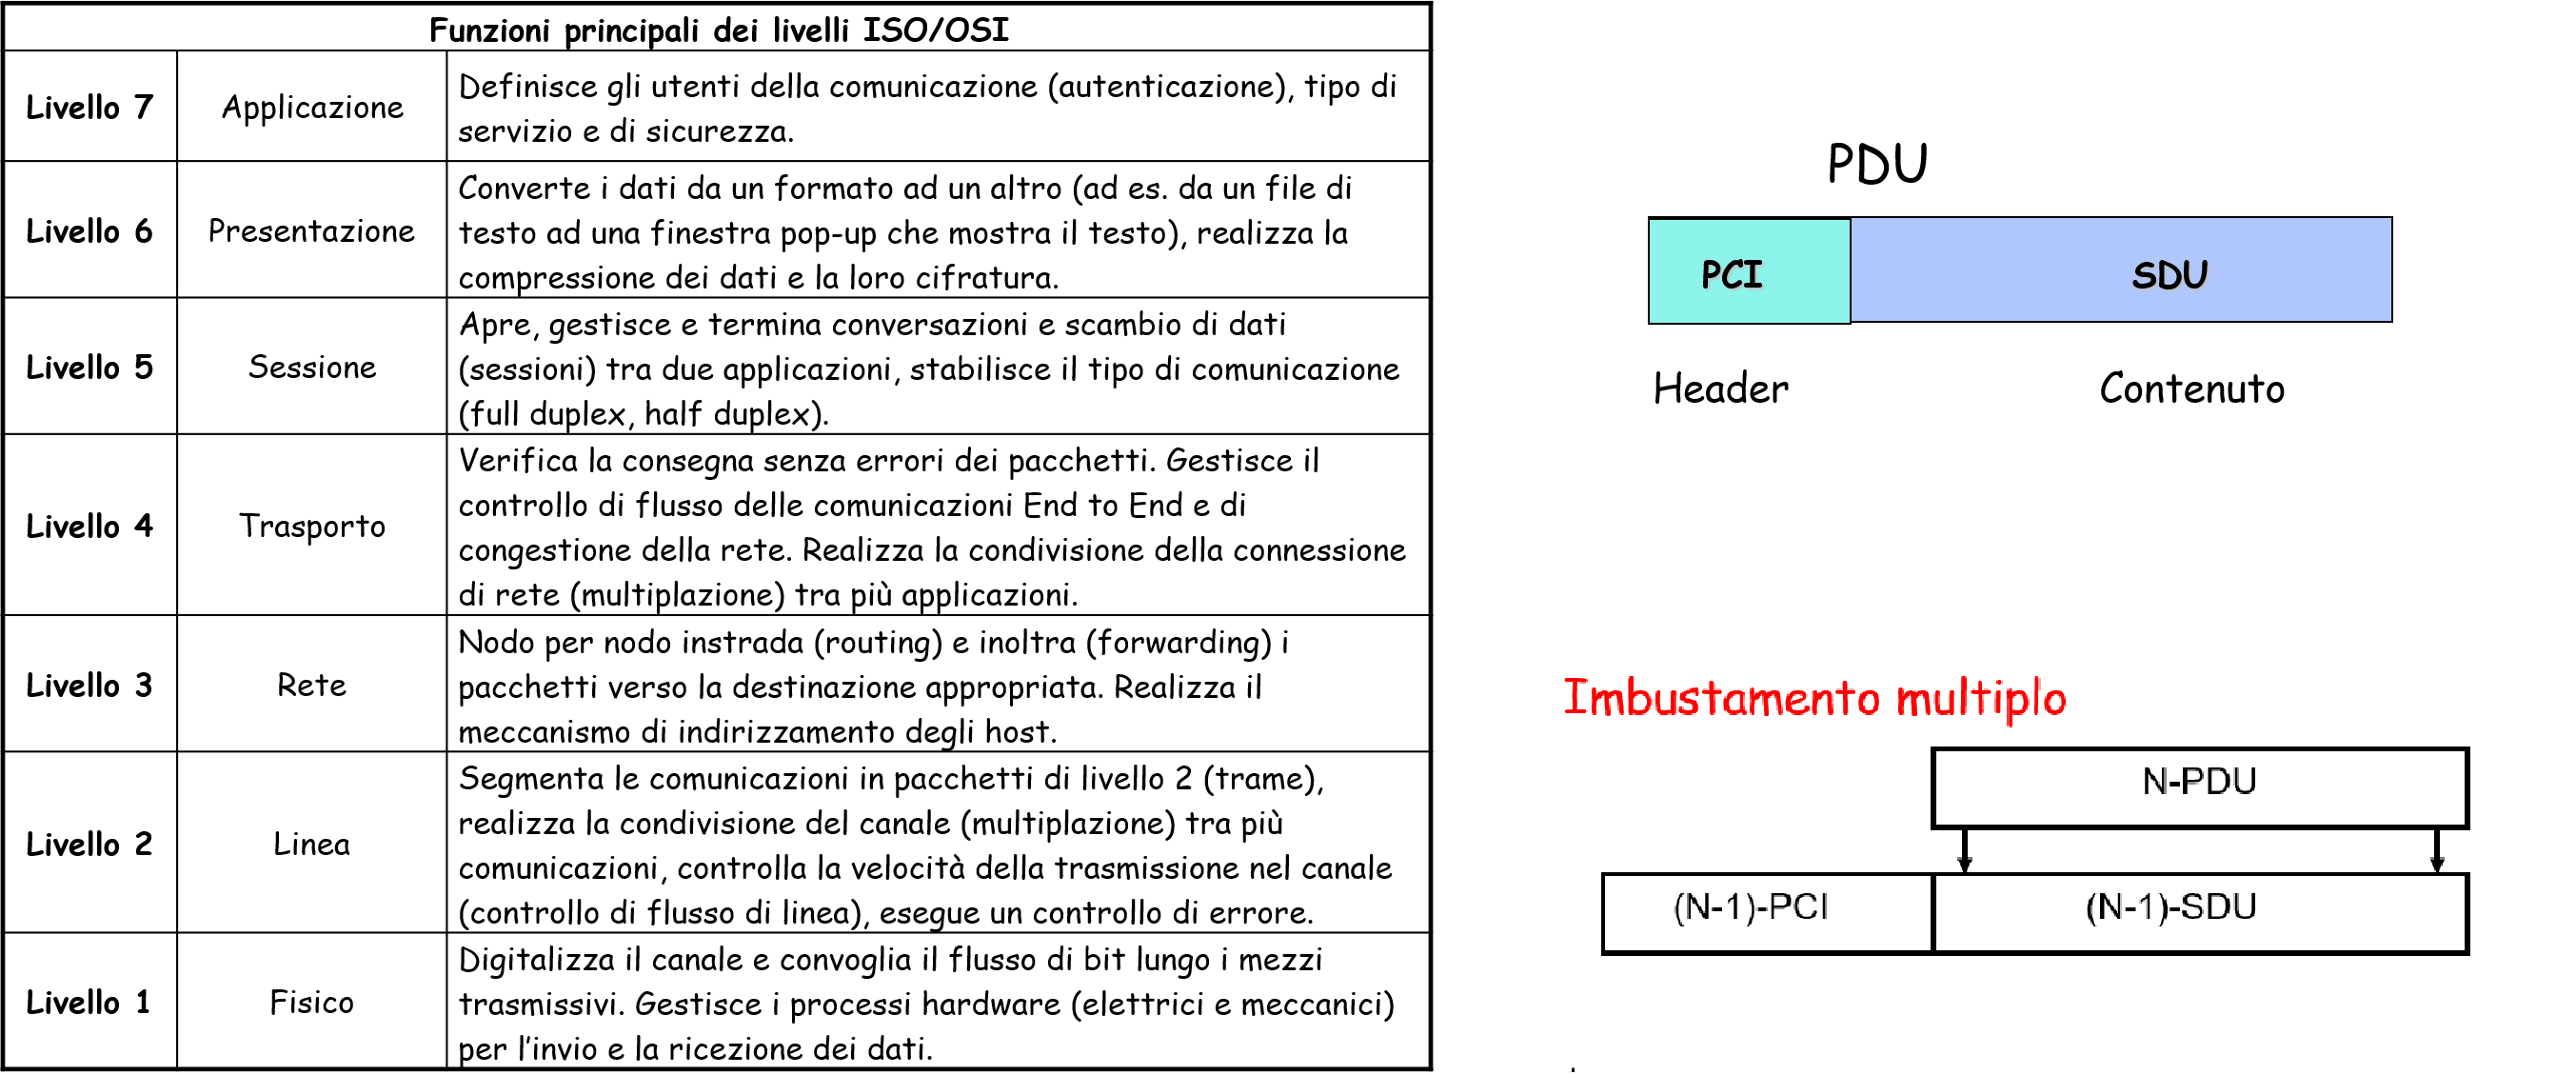 Funzioni principali dei livelli ISO/OSI
Livello 7
Applicazione
Definisce gli utenti della comunicazione (autenticazione), tipo di
servizio e di sicurezza.
Livello 6
Presentazione
Converte i dati da un formato ad un altro (ad es. da un file di
testo ad una finestra pop-up che mostra il testo), realizza la
compressione dei dati e la loro cifratura.
Livello 5
Sessione
Apre, gestisce e termina conversazioni e scambio di dati
(sessioni) tra due applicazioni, stabilisce il tipo di comunicazione
(full duplex, half duplex).
Livello 4
Trasporto
Verifica la consegna senza errori dei pacchetti. Gestisce il
controllo di flusso delle comunicazioni End to End e di
congestione della rete. Realizza la condivisione della connessione
di rete (multiplazione) tra più applicazioni.
Livello 3
Rete
Nodo per nodo instrada (routing) e inoltra (forwarding) i
pacchetti verso la destinazione appropriata. Realizza il
meccanismo di indirizzamento degli host.
Livello 2
Linea
Segmenta le comunicazioni in pacchetti di livello 2 (trame),
realizza la condivisione del canale (multiplazione) tra più
comunicazioni, controlla la velocità della trasmissione nel canale
(controllo di flusso di linea), esegue un controllo di errore.
Livello 1
Fisico
Digitalizza il canale e convoglia il flusso di bit lungo i mezzi
trasmissivi. Gestisce i processi hardware (elettrici e meccanici)
per l'invio e la ricezione dei dati.
PDU
PCI
SDU
Header
Contenuto
Imbustamento multiplo
N-PDU
(N-1)-PCI
(N-1)-SDU